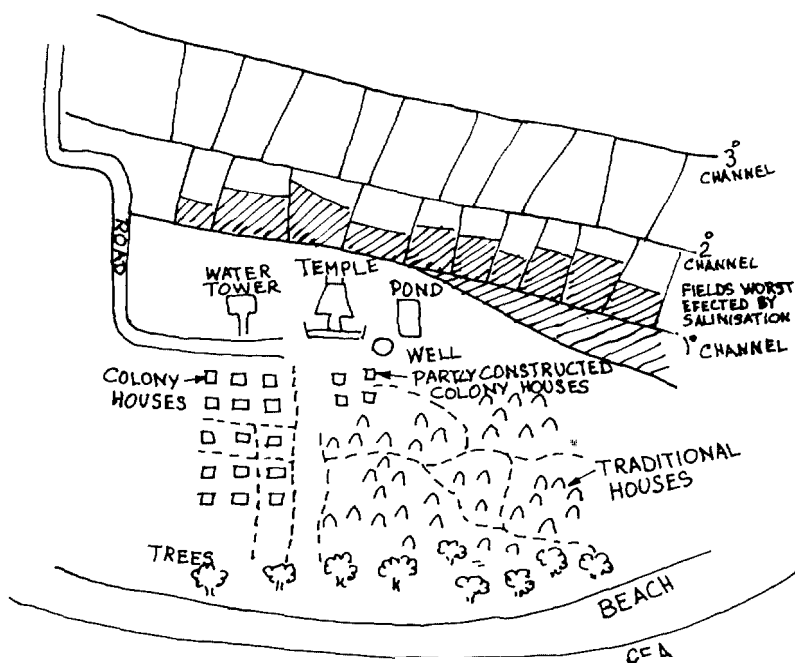 3°
CHANNEL
2°
CHANNEL
FIELDS WORST
EFECTED BY
SALINISATION
1° CHANNEL
ROAD
WATER
TOWER
TEMPLE
POND
WELL
COLONY
HOUSES
PARTLY CONSTRUCTED
COLONY HOUSES
TRADITIONAL
HOUSES
TREES
BEACH
SEA